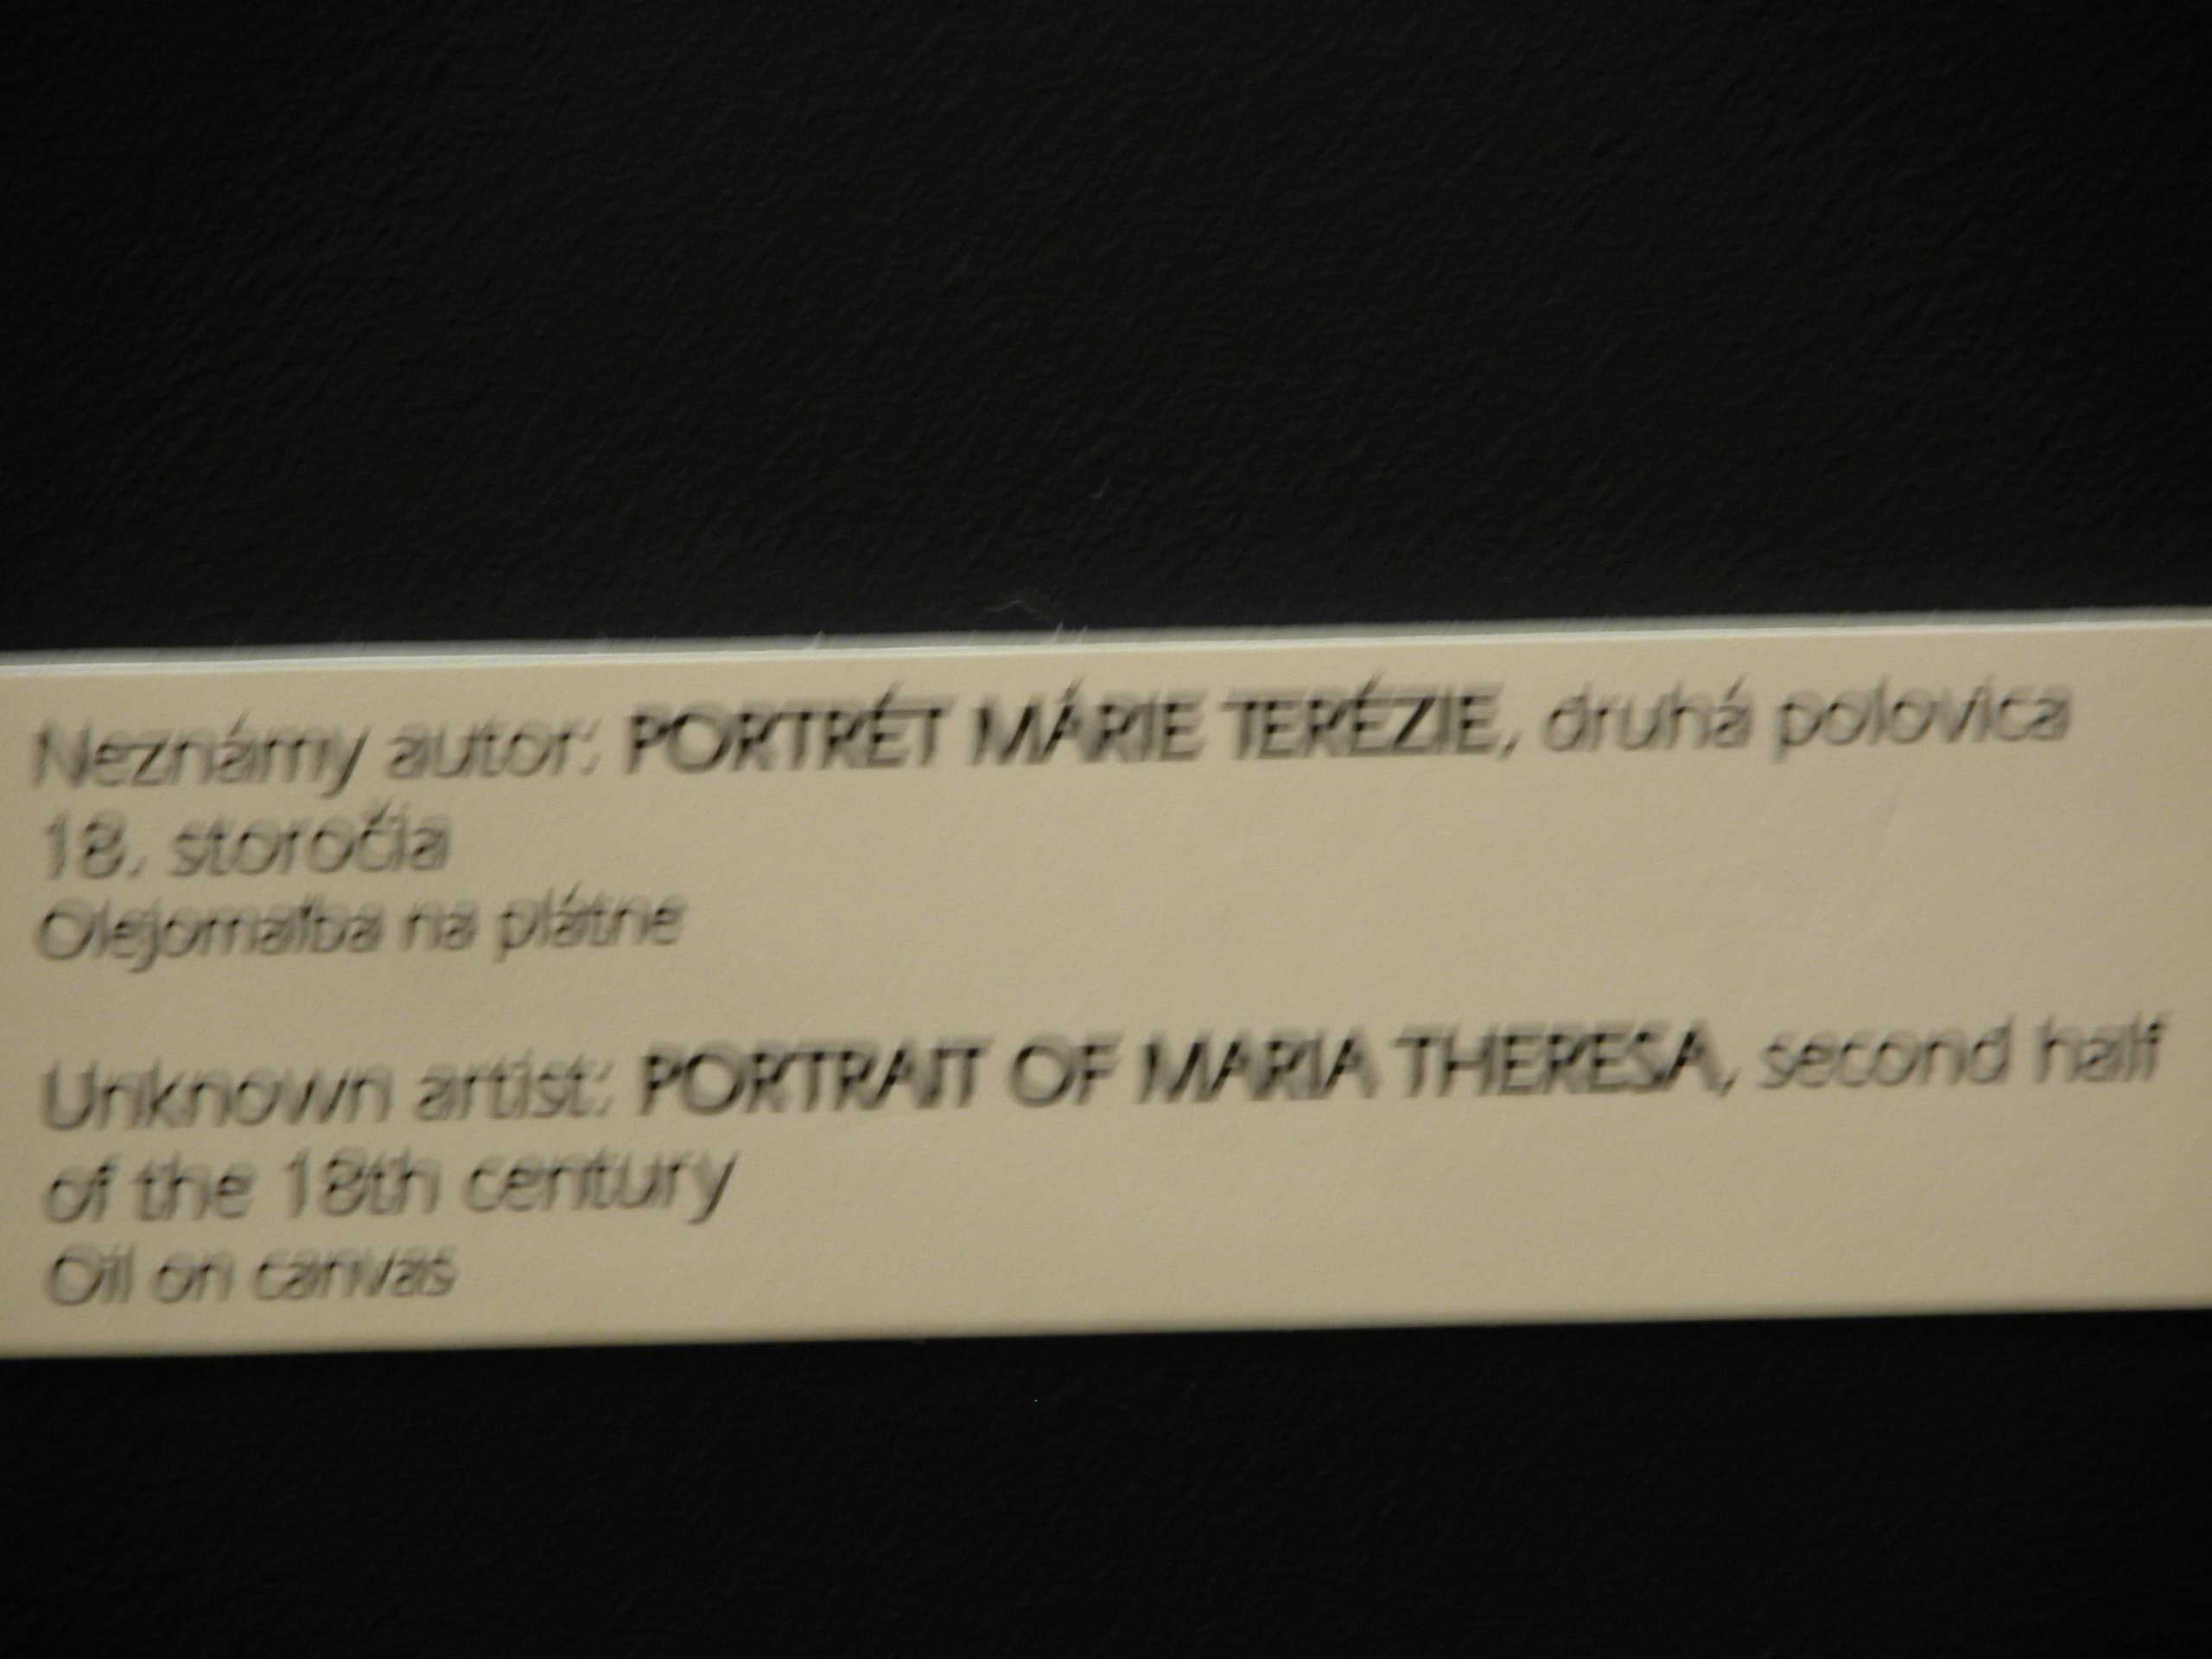 Neznámy autor: PORTRÉT MÁRIE TERÉZIE, druhá polovica
18. storočia
Olejomaľba na plátne
Unknown artist: PORTRAIT OF MARIA THERESA, second half
of the 18th century
Oil on canvas